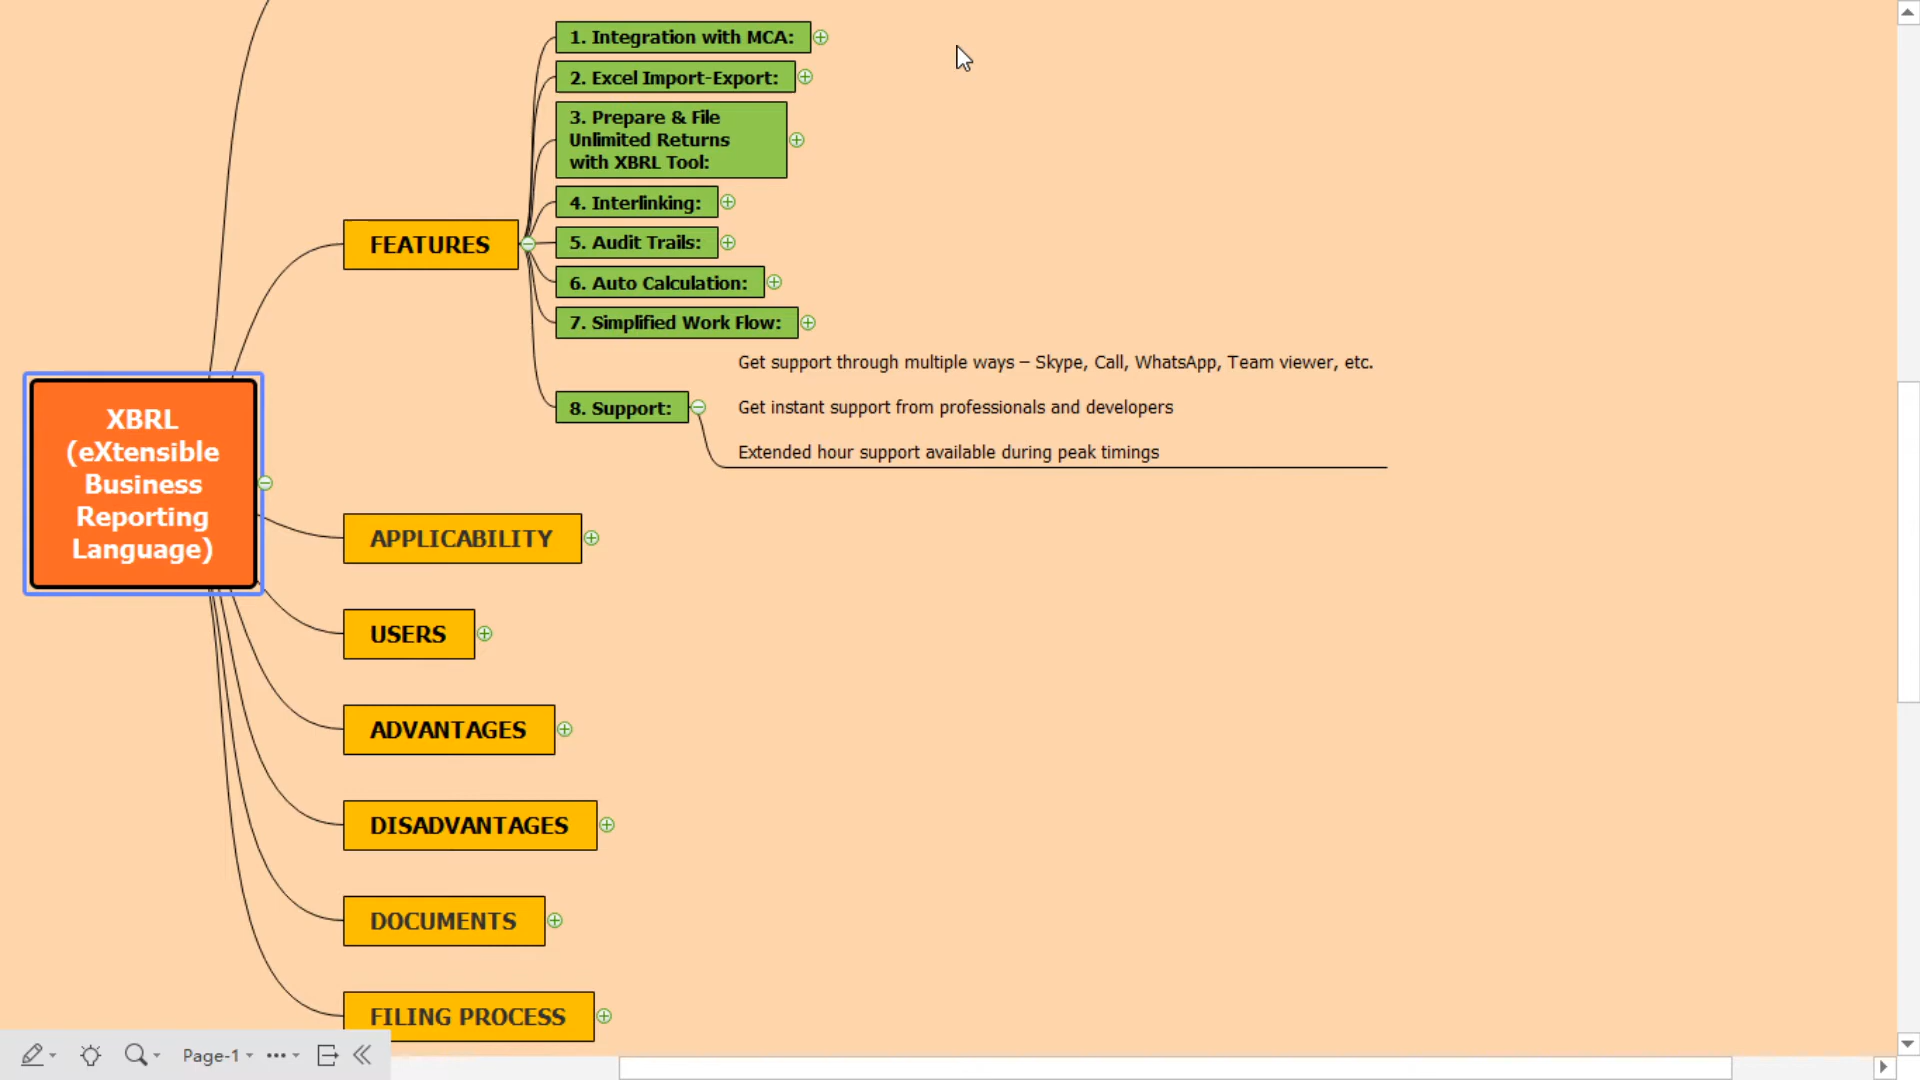 1. Integration with MCA:
2. Excel Import-Export:
3. Prepare & File
Unlimited Returns
with XBRL Tool:
4. Interlinking:
FEATURES
5. Audit Trails:
6. Auto Calculation:
7. Simplified Work Flow:
8. Support:
Get support through multiple ways – Skype, Call, WhatsApp, Team viewer, etc.
Get instant support from professionals and developers
Extended hour support available during peak timings
XBRL
(eXtensible
Business
Reporting
Language)
APPLICABILITY
USERS
ADVANTAGES
DISADVANTAGES
DOCUMENTS
FILING PROCESS
Page-1